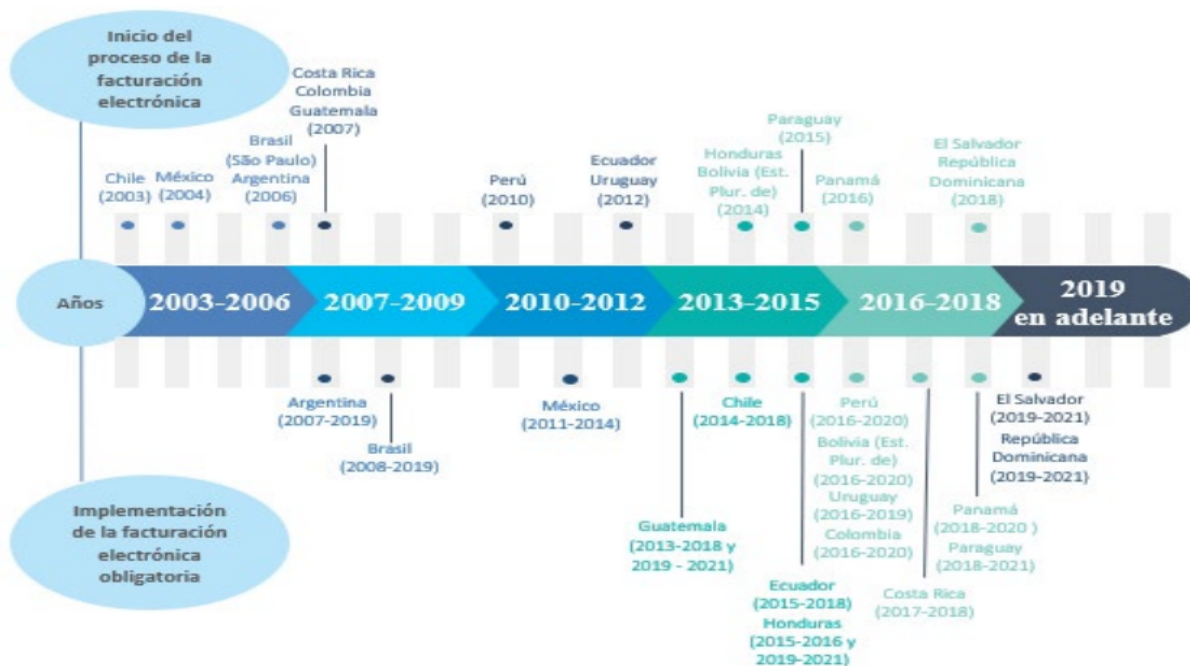 Inicio del
proceso de la
facturación
electrónica
Chile
(2003)
México
(2004)
Brasil
(São Paulo)
Argentina
(2006)
Costa Rica
Colombia
Guatemala
(2007)
Perú
(2010)
Ecuador
Uruguay
(2012)
Honduras
Bolivia (Est.
Plur. de)
(2014)
Paraguay
(2015)
Panamá
(2016)
El Salvador
República
Dominicana
(2018)
Años
2003-2006
2007-2009
2010-2012
2013-2015
2016-2018
2019
en adelante
Implementación
de la facturación
electrónica
obligatoria
Argentina
(2007-2019)
Brasil
(2008-2019)
México
(2011-2014)
Guatemala
(2013-2018 y
2019 - 2021)
Chile
(2014-2018)
Ecuador
(2015-2018)
Honduras
(2015-2016 y
2019-2021)
Perú
(2016-2020)
Bolivia (Est.
Plur. de)
(2016-2020)
Uruguay
(2016-2019)
Colombia
(2016-2020)
Costa Rica
(2017-2018)
Panamá
(2018-2020 )
Paraguay
(2018-2021)
El Salvador
(2019-2021)
República
Dominicana
(2019-2021)